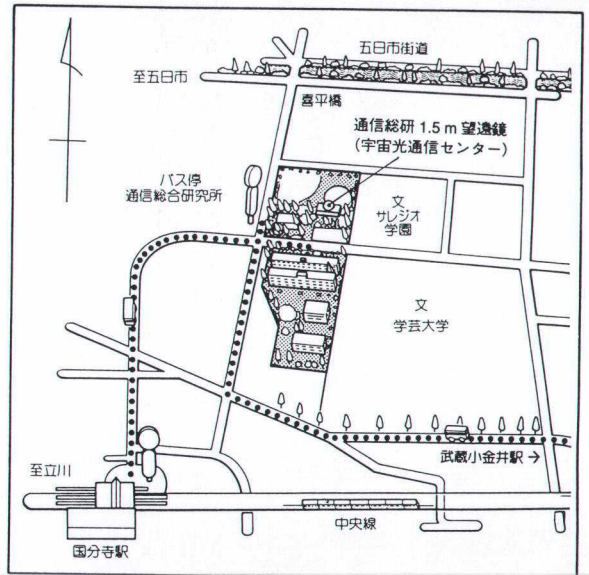 五日市街道
至五日市
喜平橋
通信総研 1.5 m 望遠鏡
(宇宙光通信センター)
バス停
通信総合研究所
文
サレジオ
学園
文
学芸大学
武蔵小金井駅 →
至立川
中央線
国分寺駅